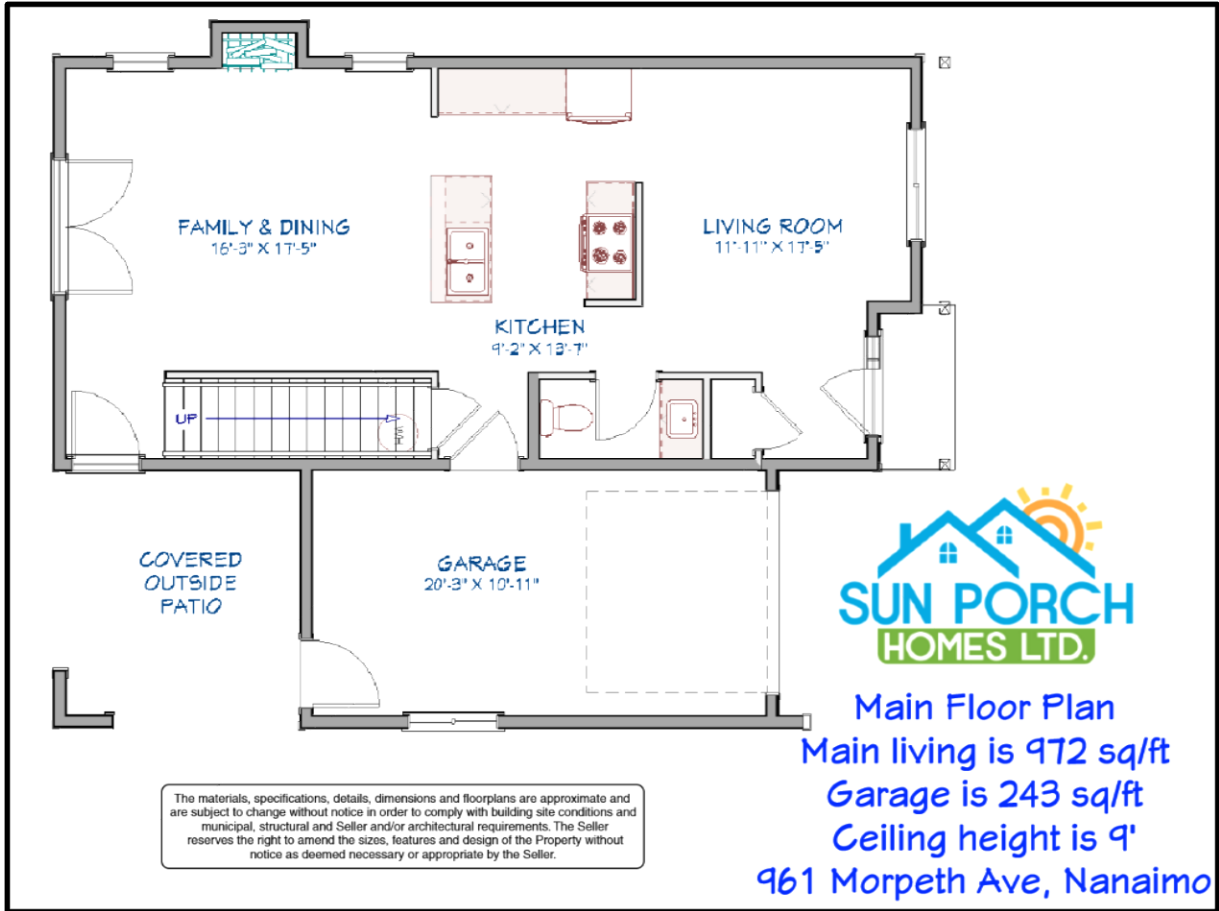 FAMILY & DINING
16'-3" X 17'-5"
LIVING ROOM
11'-11" X 17'-5"
KITCHEN
9'-2" X 13'-7"
UP
COVERED
OUTSIDE
PATIO
GARAGE
20'-3" X 10'-11"
SUN PORCH
HOMES LTD.
Main Floor Plan
Main living is 972 sq/ft
Garage is 243 sq/ft
Ceiling height is 9'
961 Morpeth Ave, Nanaimo
The materials, specifications, details, dimensions and floorplans are approximate and
are subject to change without notice in order to comply with building site conditions and
municipal, structural and Seller and/or architectural requirements. The Seller
reserves the right to amend the sizes, features and design of the Property without
notice as deemed necessary or appropriate by the Seller.